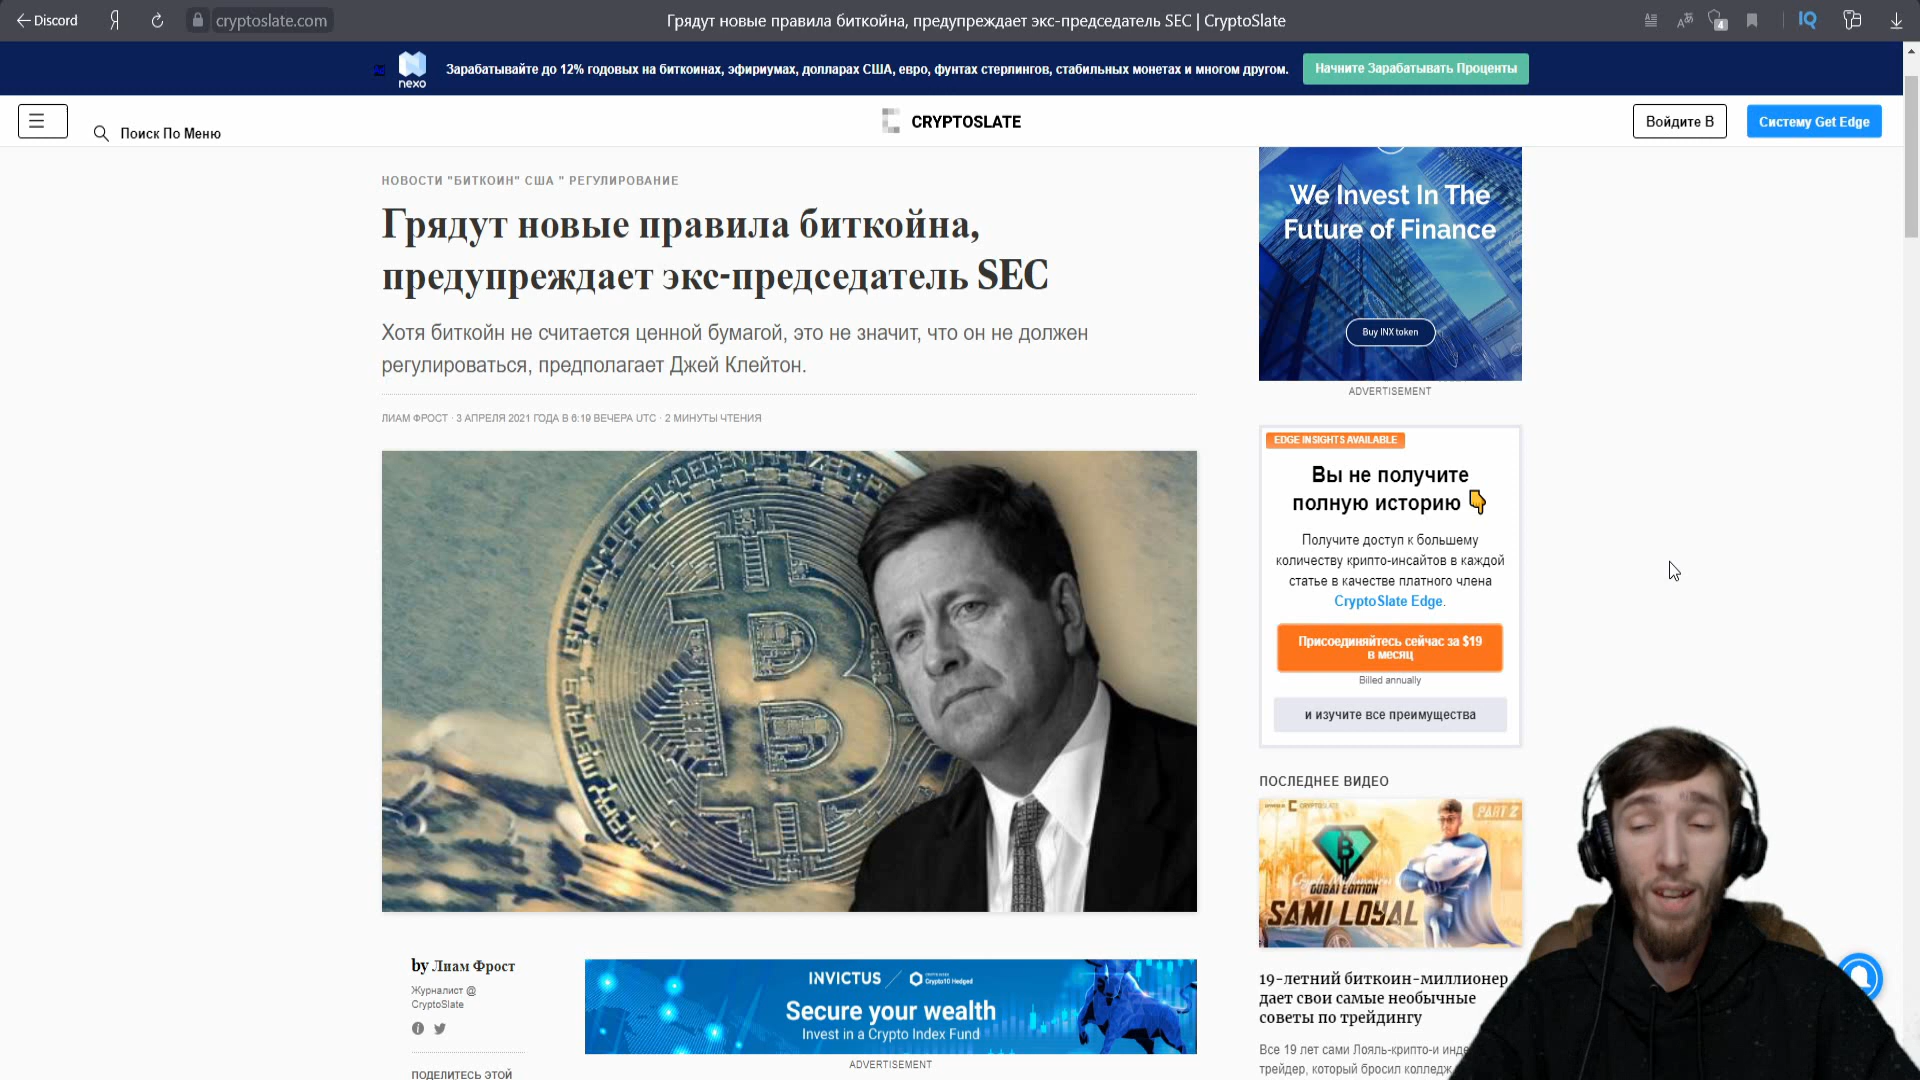 Discord
Я
cryptoslate.com
Грядут новые правила биткойна, предупреждает экс-председатель SEC | CryptoSlate
4
IQ
nexo
Зарабатывайте до 12% годовых на биткоинах, эфириумах, долларах США, евро, фунтах стерлингов, стабильных монетах и многом другом.
Начните Зарабатывать Проценты
Поиск По Меню
CRYPTOSLATE
Войдите В
Систему Get Edge
НОВОСТИ "БИТКОИН" США " РЕГУЛИРОВАНИЕ
Грядут новые правила биткойна,
предупреждает экс-председатель SEC
Хотя биткойн не считается ценной бумагой, это не значит, что он не должен
регулироваться, предполагает Джей Клейтон.
ЛИАМ ФРОСТ · 3 АПРЕЛЯ 2021 ГОДА В 6:19 ВЕЧЕРА UTC · 2 МИНУТЫ ЧТЕНИЯ
We Invest In The
Future of Finance
Buy INX token
ADVERTISEMENT
EDGE INSIGHTS AVAILABLE
Вы не получите
полную историю 👇
Получите доступ к большему
количеству крипто-инсайтов в каждой
статье в качестве платного члена
CryptoSlate Edge.
Присоединяйтесь сейчас за $19
в месяц
Billed annually
и изучите все преимущества
ПОСЛЕДНЕЕ ВИДЕО
PART 2
DUBAI EDITION
SAMI LOYAL
19-летний биткоин-миллионер
дает свои самые необычные
советы по трейдингу
Все 19 лет сами Лояль-крипто-и инде
трейдер, который бросил колледж
by Лиам Фрост
Журналист @
CryptoSlate
ПОДЕЛИТЕСЬ ЭТОЙ
INVICTUS
Crypto10 Hedged
Secure your wealth
Invest in a Crypto Index Fund
ADVERTISEMENT